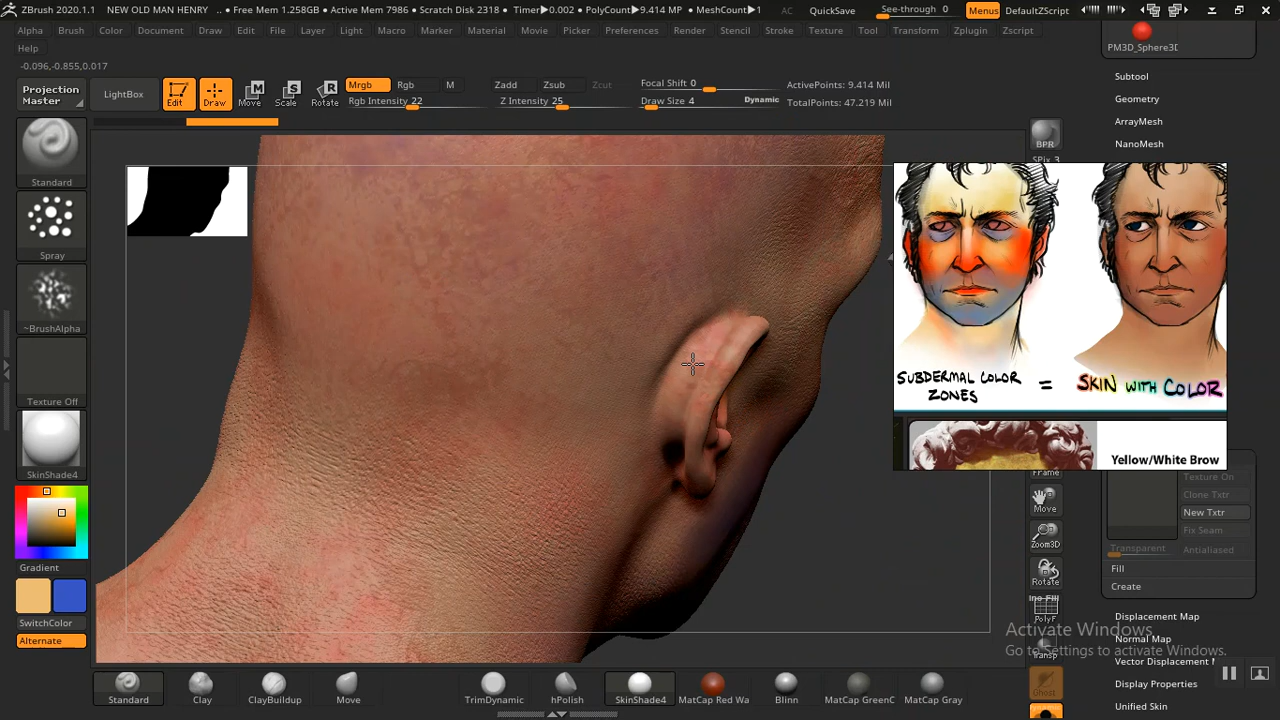 ZBrush 2020.1.1 NEW OLD MAN HENRY .. • Free Mem 1.258GB • Active Mem 7986 • Scratch Disk 2318 • Timer▶0.002 • PolyCount▶9.414 MP • MeshCount▶1 AC QuickSave See-through 0 Menus DefaultZScript
Alpha Brush Color Document Draw Edit File Layer Light Macro Marker Material Movie Picker Preferences Render Stencil Stroke Texture Tool Transform Zplugin Zscript
Help
-0.096,-0.855,0.017
PM3D_Sphere3D
Projection Master
LightBox
Edit
Draw
Move
Scale
Rotate
Mrgb Rgb M
Rgb Intensity 22
Zadd Zsub Zcut
Z Intensity 25
Focal Shift 0
Draw Size 4 Dynamic
ActivePoints: 9.414 Mil
TotalPoints: 47.219 Mil
Subtool
Geometry
ArrayMesh
NanoMesh
BPR
SPix 3
Standard
Spray
~BrushAlpha
Texture Off
SkinShade4
Gradient
SwitchColor
Alternate
SUBDERMAL COLOR ZONES = SKIN WITH COLOR
Yellow/White Brow
Frame
Move
Zoom3D
Rotate
Ino Fill
PolyF
Transp
Ghost
Dynamic
Texture On
Clone Txtr
New Txtr
Fix Seam
Transparent Antialiased
Fill
Create
Displacement Map
Normal Map
Vector Displacement
Display Properties
Unified Skin
Activate Windows
Go to Settings to activate Windows.
Standard Clay ClayBuildup Move TrimDynamic hPolish SkinShade4 MatCap Red Wa Blinn MatCap GreenC MatCap Gray